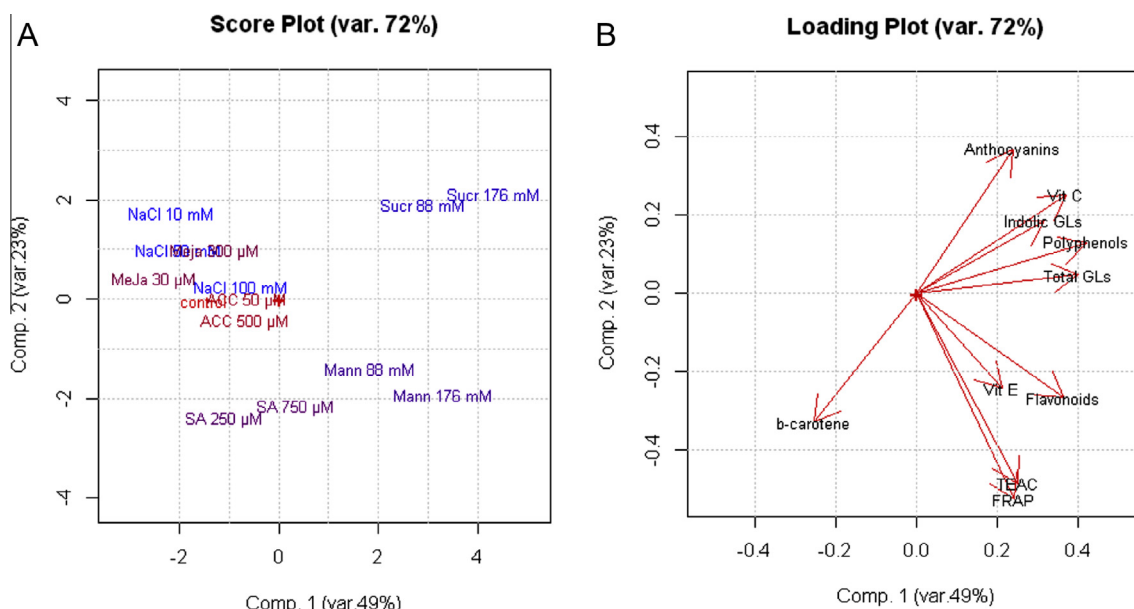 A
Score Plot (var. 72%)
Comp. 2 (var.23%)
4
2
0
-2
-4
Sucr 176 mM
Sucr 88 mM
NaCl 10 mM
MeJa 30 µM
NaCl 100 mM
control
ACC 50 µM
ACC 500 µM
Mann 88 mM
Mann 176 mM
SA 750 µM
SA 250 µM
-2 0 2 4
Comp. 1 (var.49%)
B
Loading Plot (var. 72%)
Comp. 2 (var.23%)
0.4
0.2
0.0
-0.2
-0.4
Anthocyanins
Vit C
Indolic GLs
Polyphenols
Total GLs
Vit E
Flavonoids
b-carotene
TEAC
FRAP
-0.4 -0.2 0.0 0.2 0.4
Comp. 1 (var.49%)